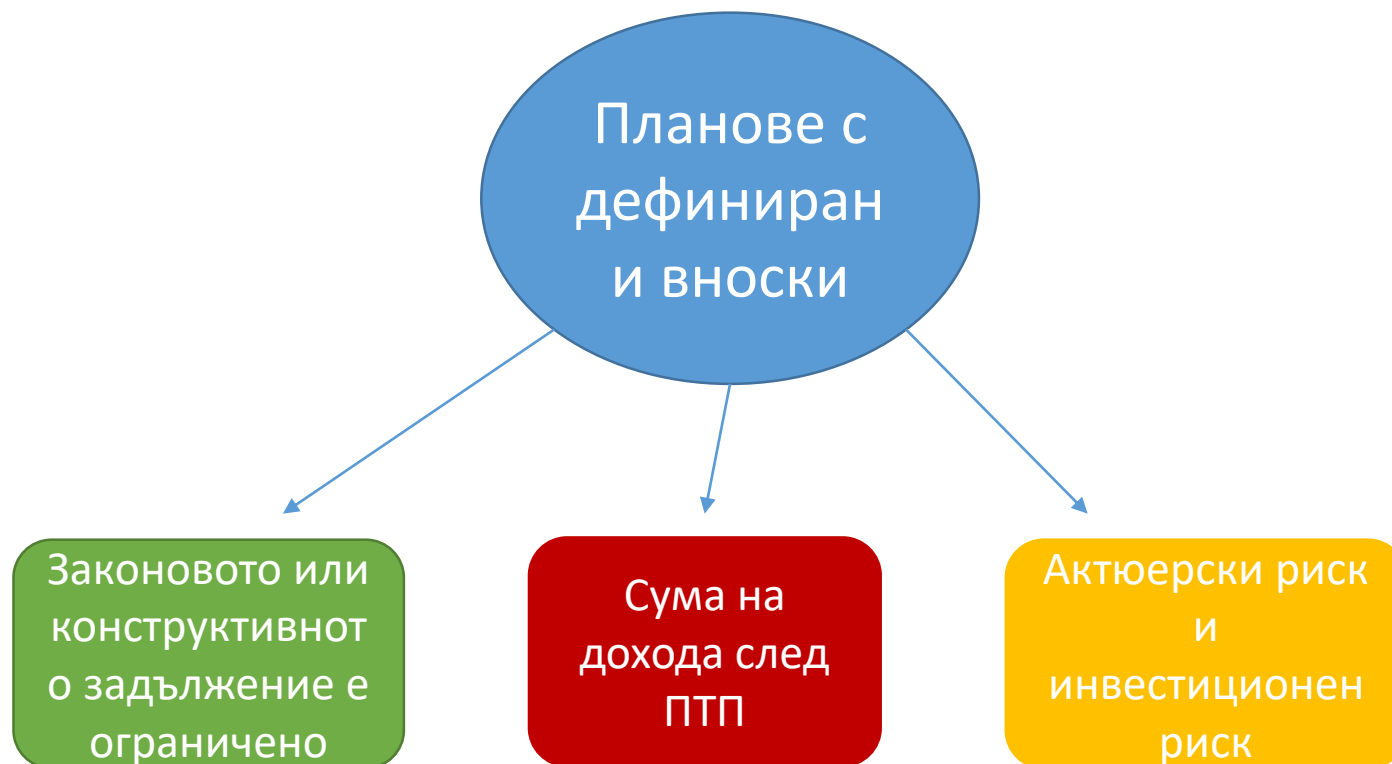 Планове с
дефиниран
и вноски
Законовото или
конструктивнот
о задължение е
ограничено
Сума на
дохода след
ПТП
Актюерски риск
и
инвестиционен
риск